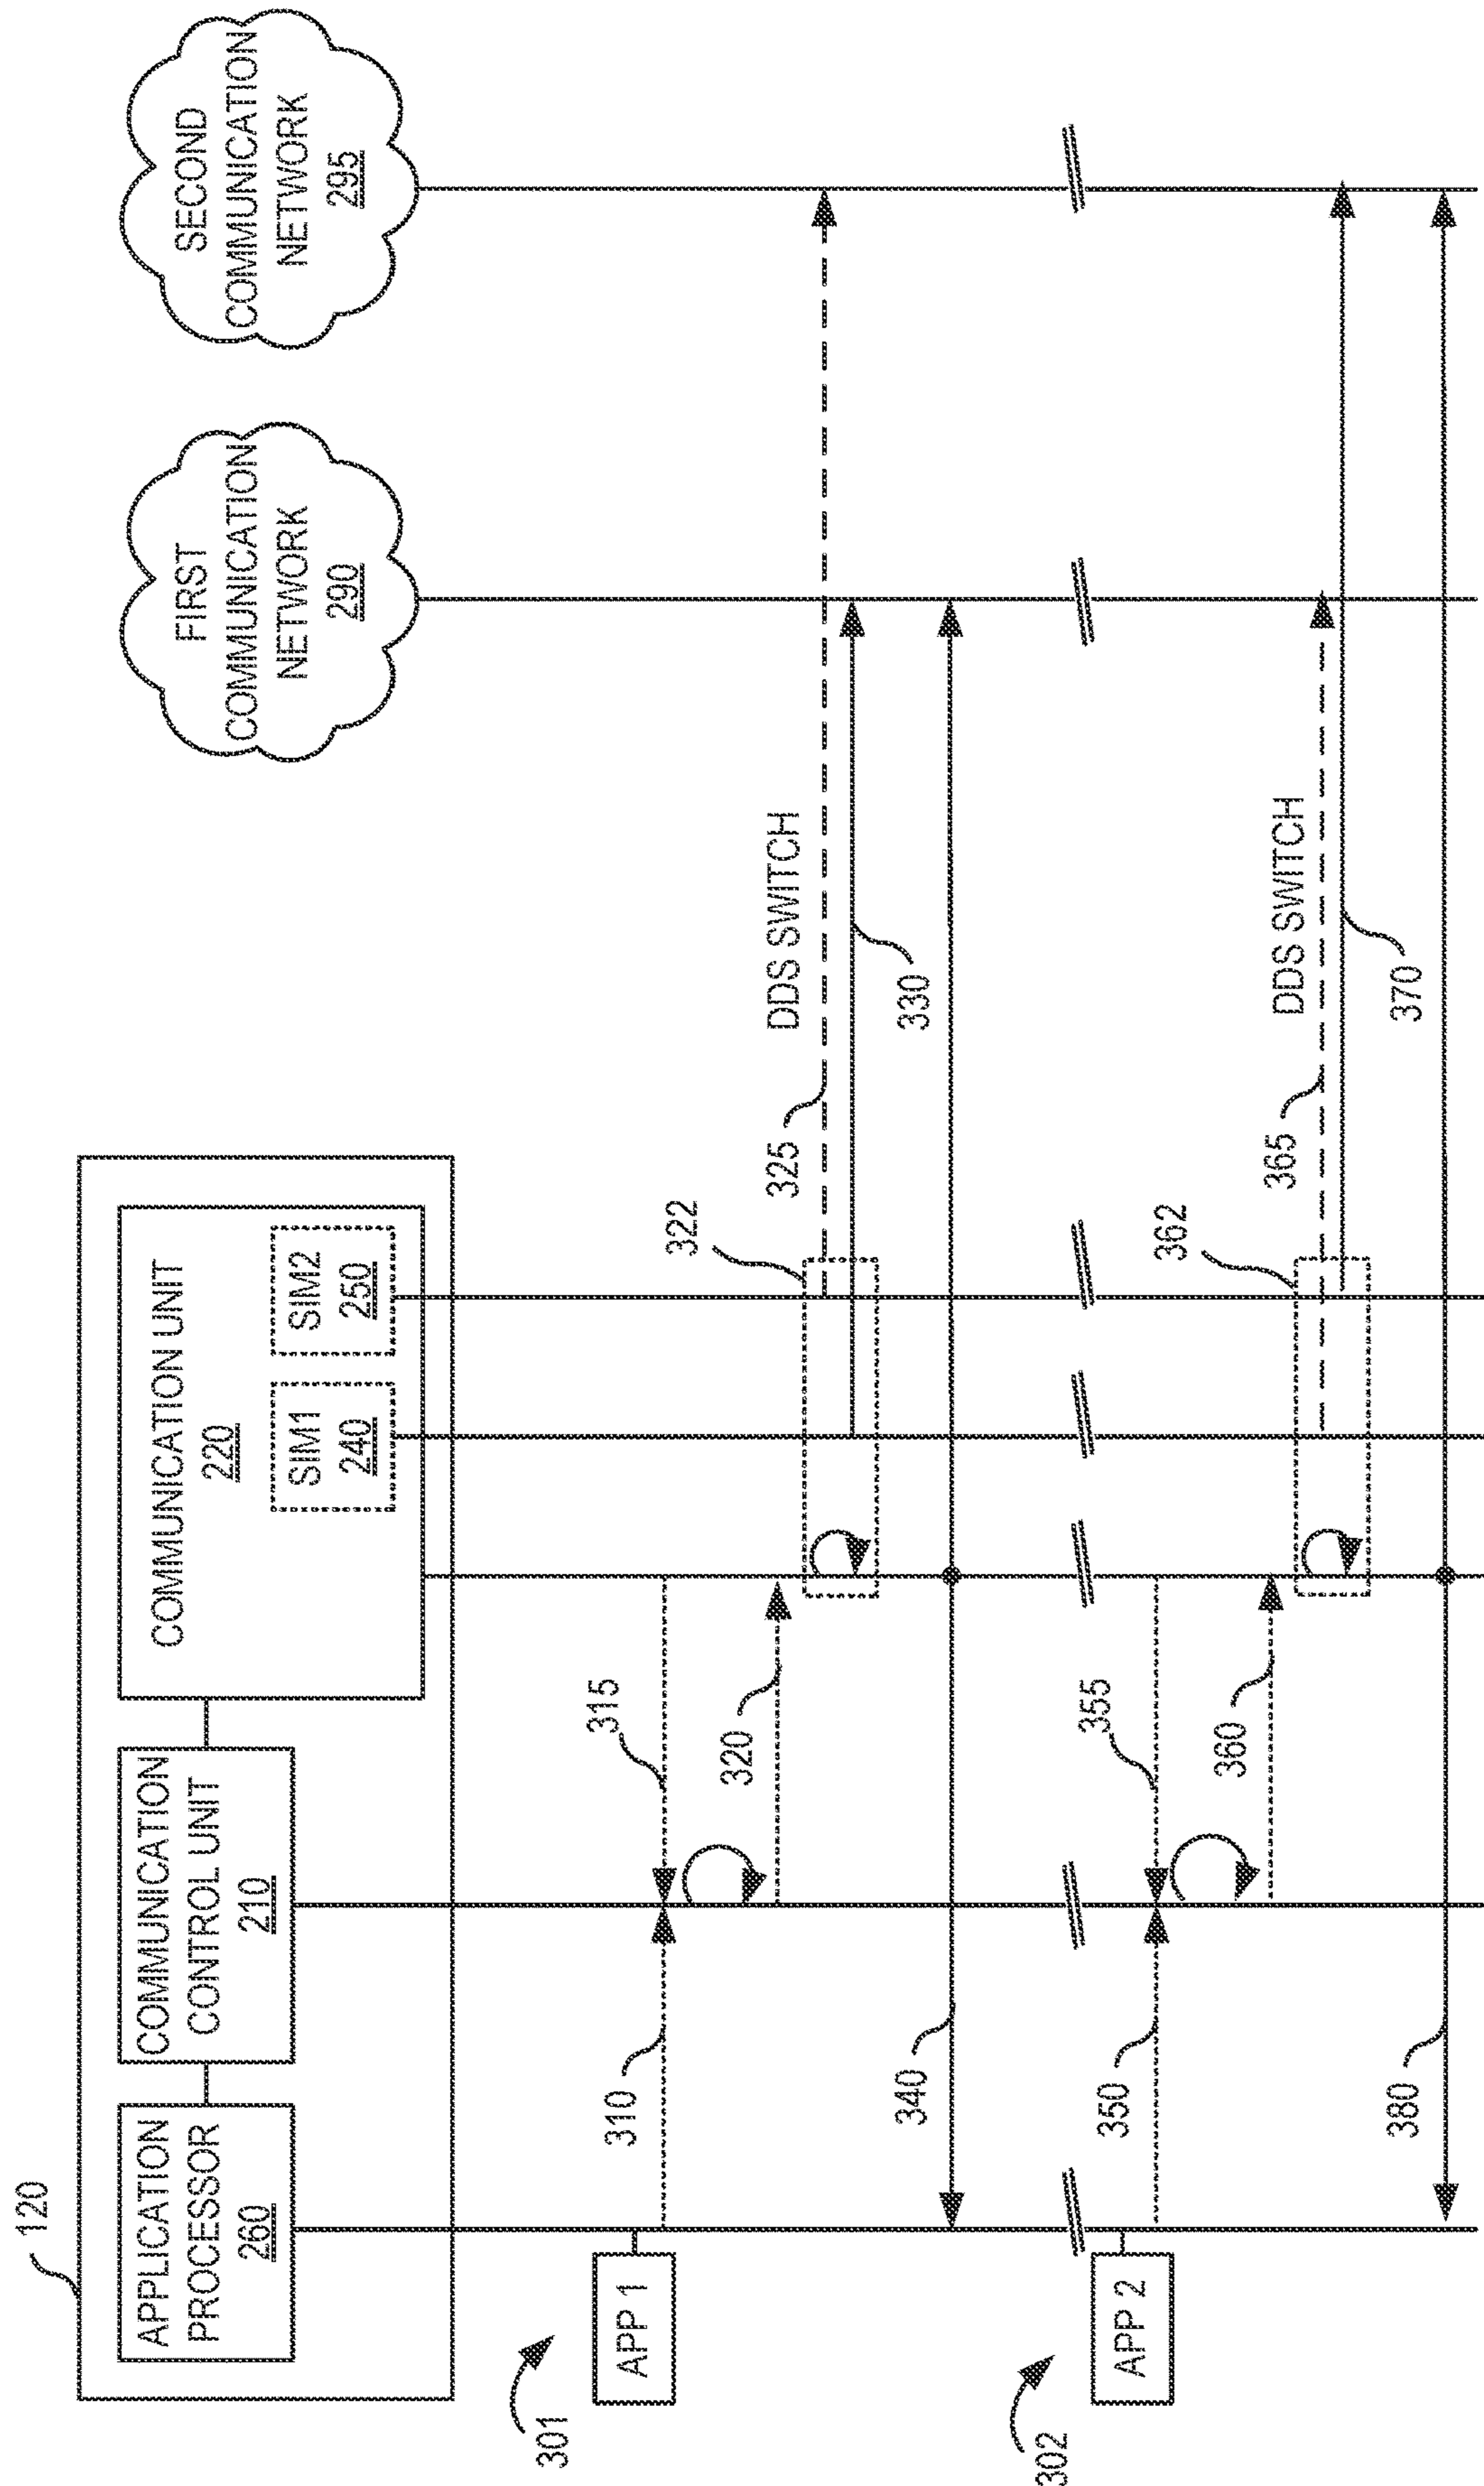 120
APPLICATION
PROCESSOR
260
COMMUNICATION
CONTROL UNIT
210
COMMUNICATION UNIT
220
SIM1
240
SIM2
250
FIRST
COMMUNICATION
NETWORK
290
SECOND
COMMUNICATION
NETWORK
295
301
APP 1
310
315
320
322
325
DDS SWITCH
330
340
302
APP 2
350
355
360
362
365
DDS SWITCH
370
380